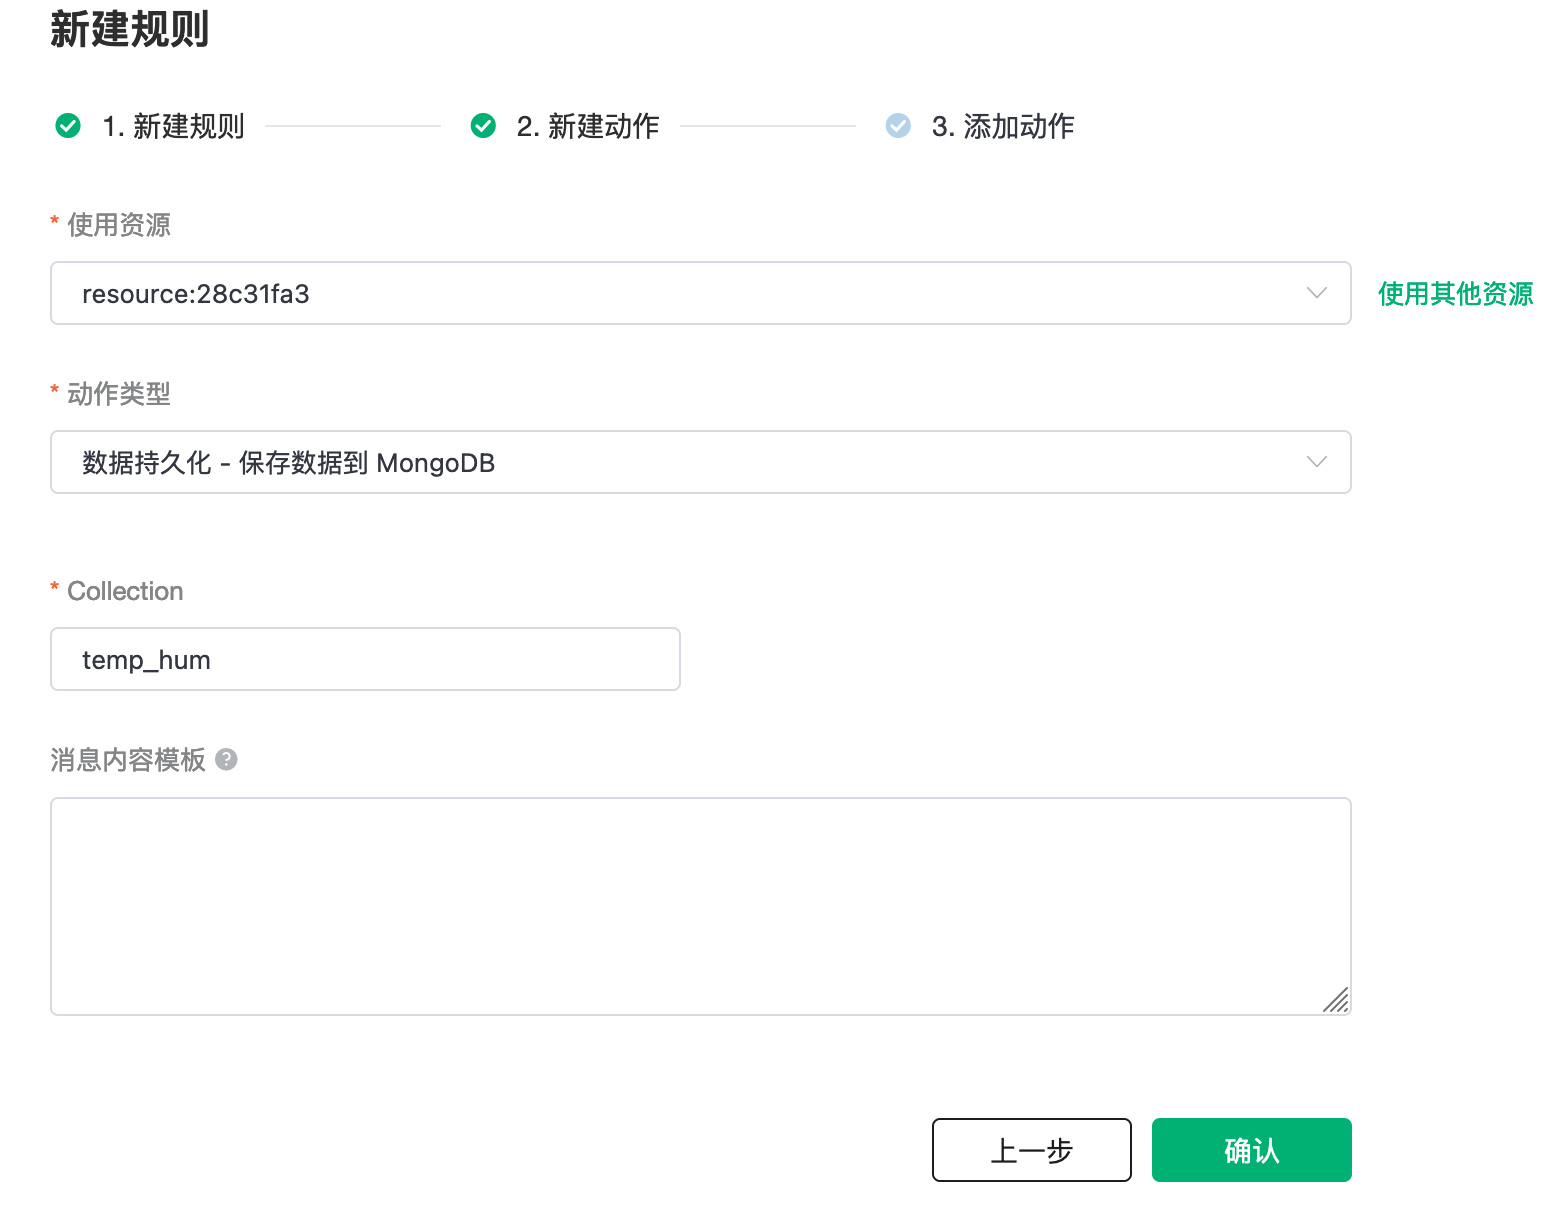 新建规则
1. 新建规则
2. 新建动作
3. 添加动作
* 使用资源
resource:28c31fa3
使用其他资源
* 动作类型
数据持久化 - 保存数据到 MongoDB
* Collection
temp_hum
消息内容模板 ?
上一步
确认